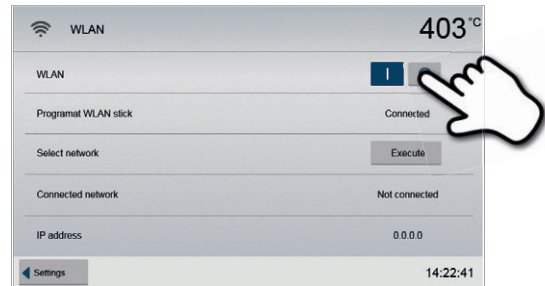 WLAN 403°C
WLAN I
Programat WLAN stick Connected
Select network Execute
Connected network Not connected
IP address 0.0.0.0
Settings 14:22:41